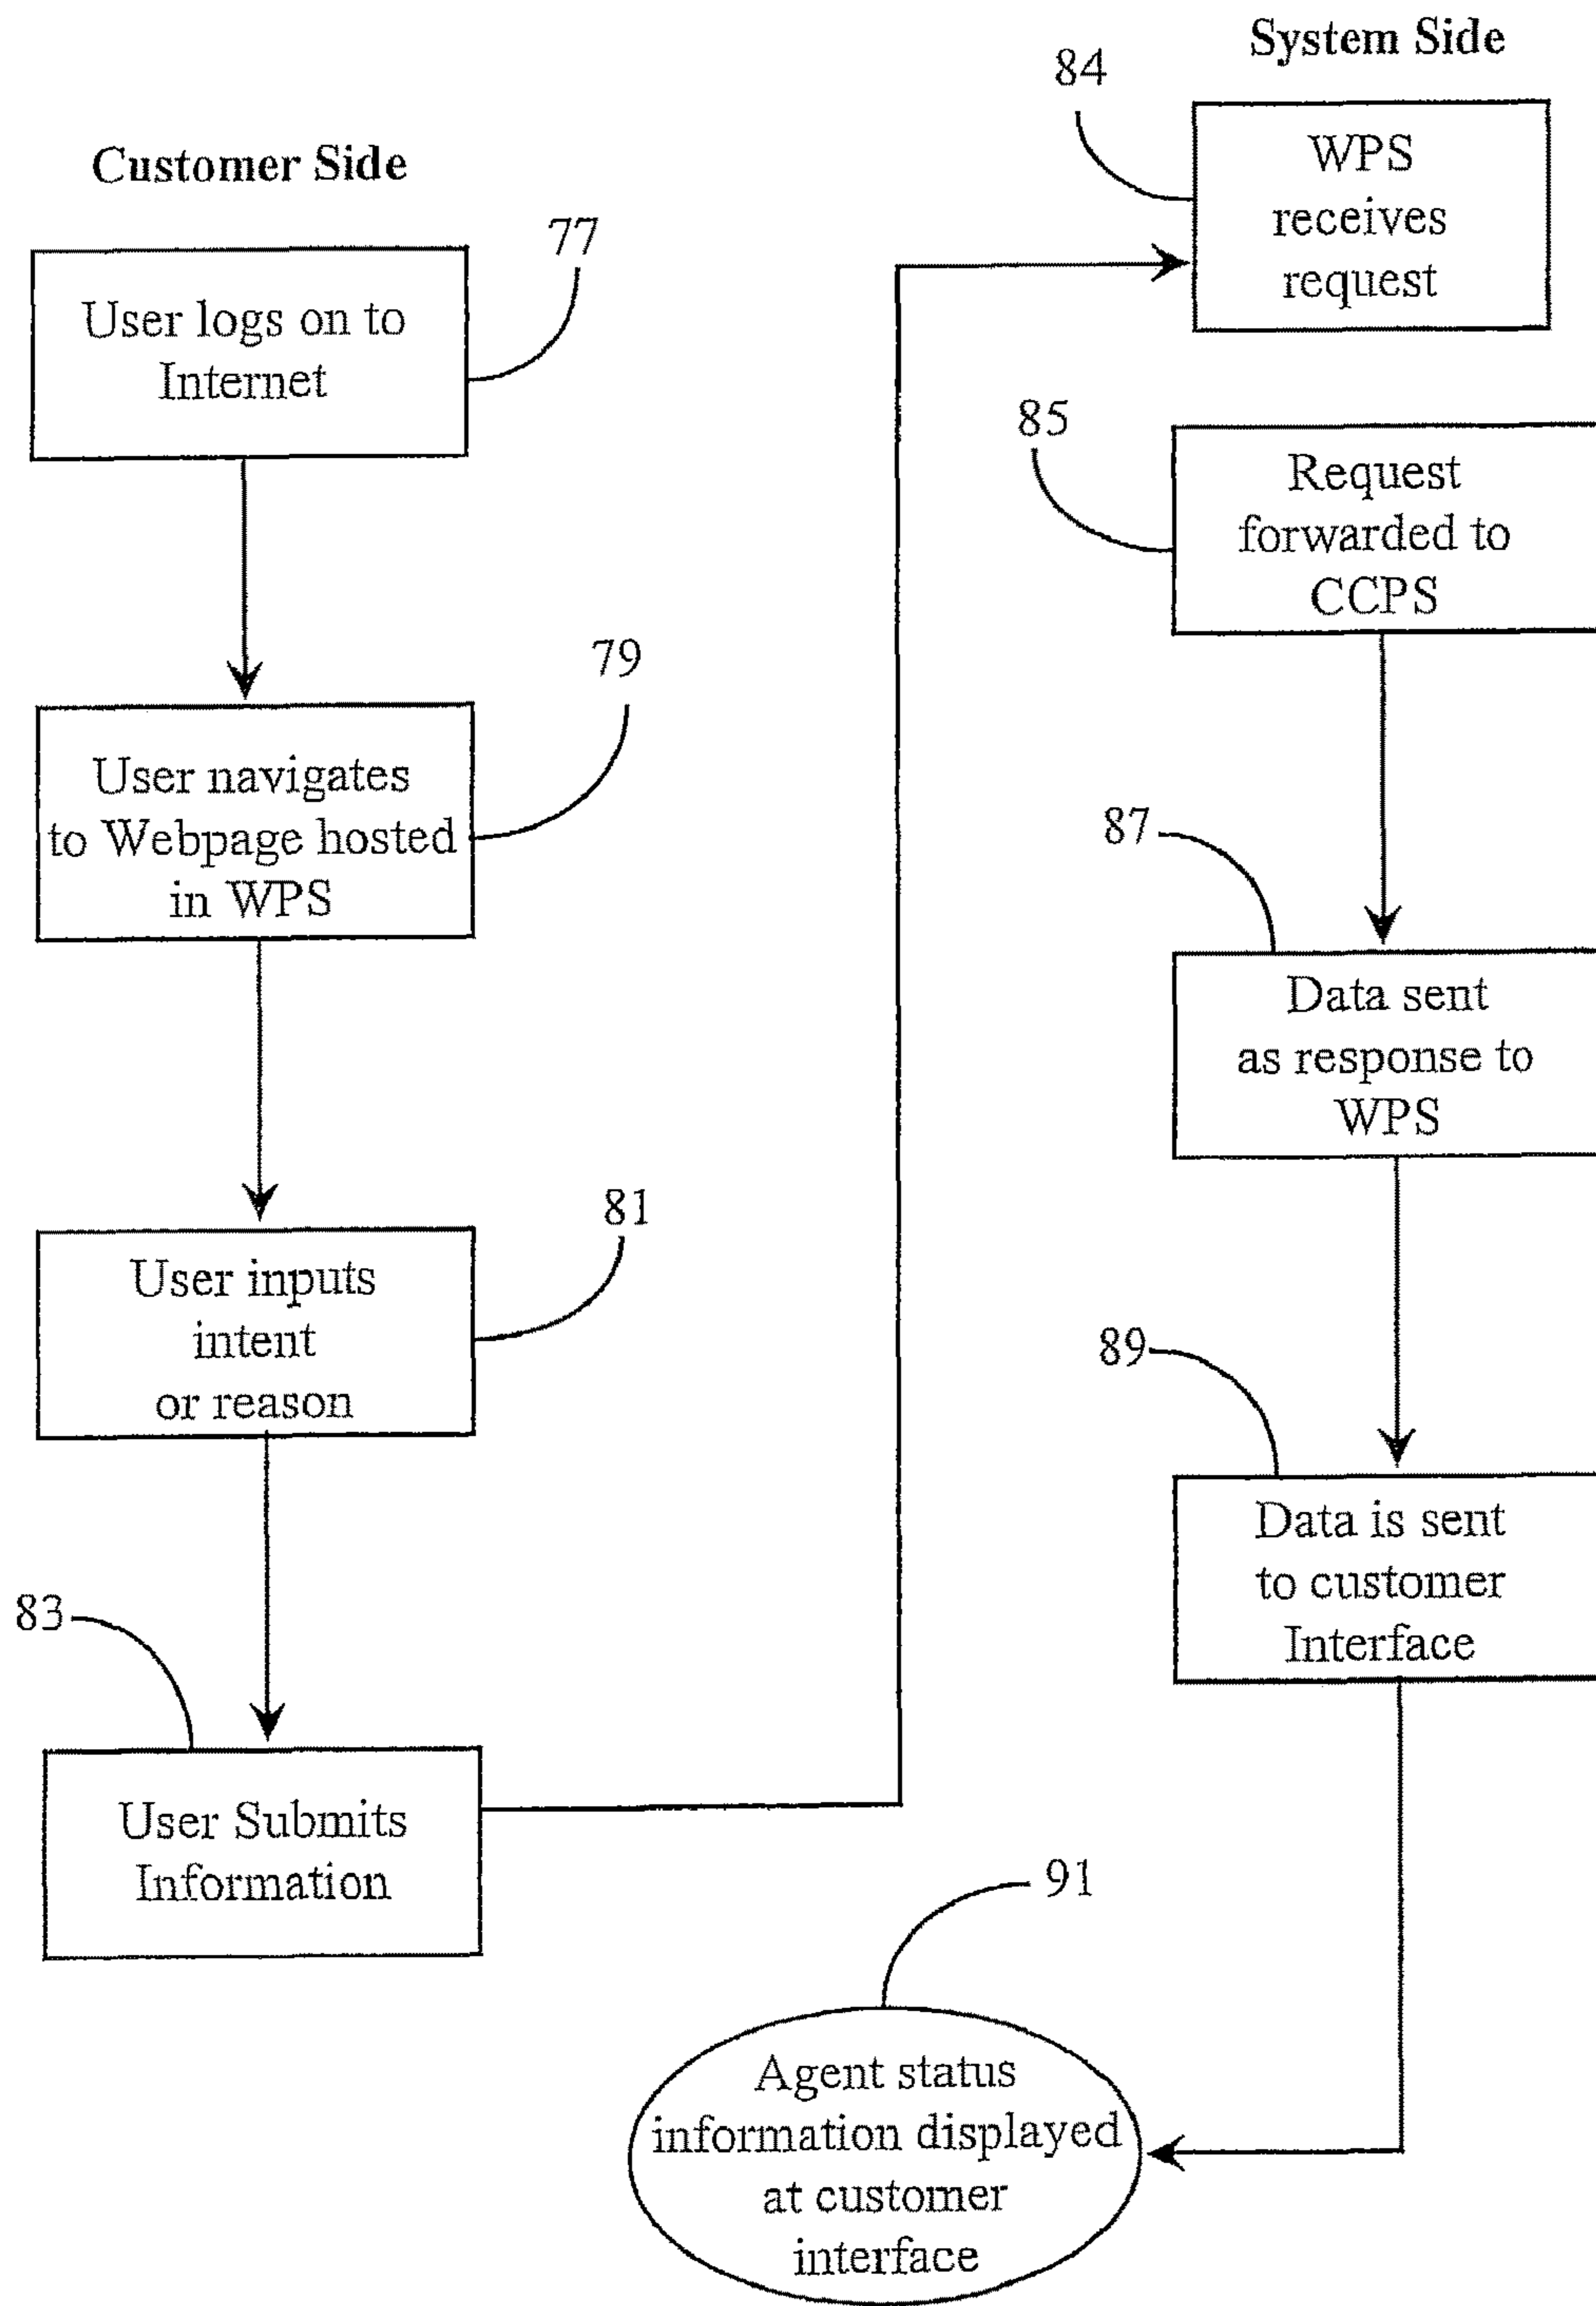 Customer Side
77
User logs on to
Internet
79
User navigates
to Webpage hosted
in WPS
81
User inputs
intent
or reason
83
User Submits
Information
System Side
84
WPS
receives
request
85
Request
forwarded to
CCPS
87
Data sent
as response to
WPS
89
Data is sent
to customer
Interface
91
Agent status
information displayed
at customer
interface